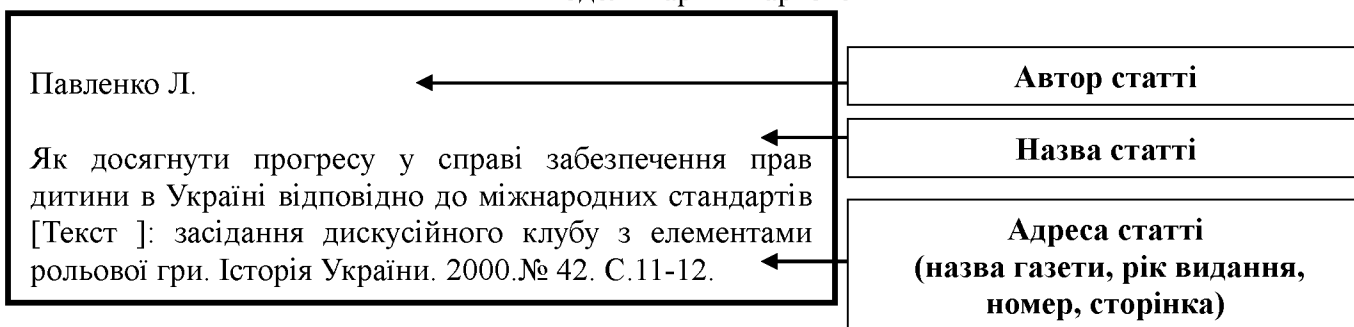 Павленко Л.
Автор статті
Назва статті
Як досягнути прогресу у справі забезпечення прав
дитини в Україні відповідно до міжнародних стандартів
[Текст ]: засідання дискусійного клубу з елементами
рольової гри. Історія України. 2000.№ 42. С.11-12.
Адреса статті
(назва газети, рік видання,
номер, сторінка)